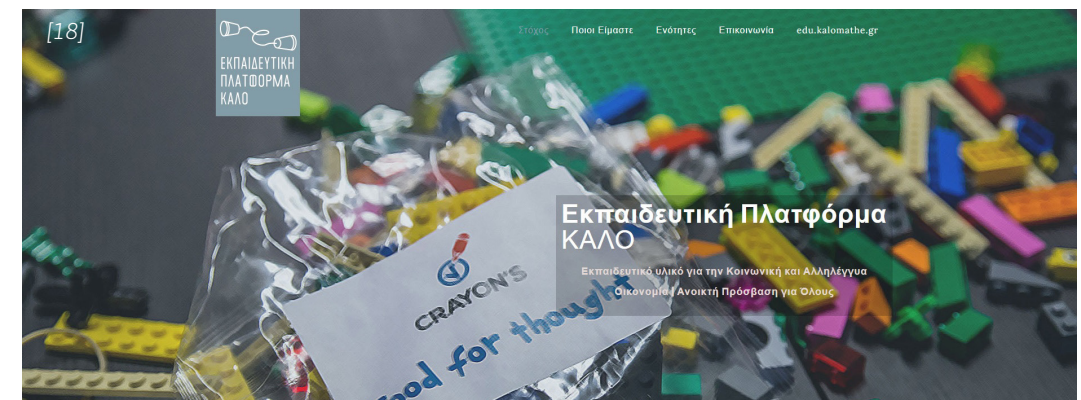 [18]
ΕΚΠΑΙΔΕΥΤΙΚΗ
ΠΛΑΤΦΟΡΜΑ
ΚΑΛΟ
Στόχος Ποιοι Είμαστε Ενότητες Επικοινωνία edu.kalomathe.gr
Εκπαιδευτική Πλατφόρμα
ΚΑΛΟ
Εκπαιδευτικό υλικό για την Κοινωνική και Αλληλέγγυα
Οικονομία | Ανοικτή Πρόσβαση για Όλους
CRAYON'S
food for thought